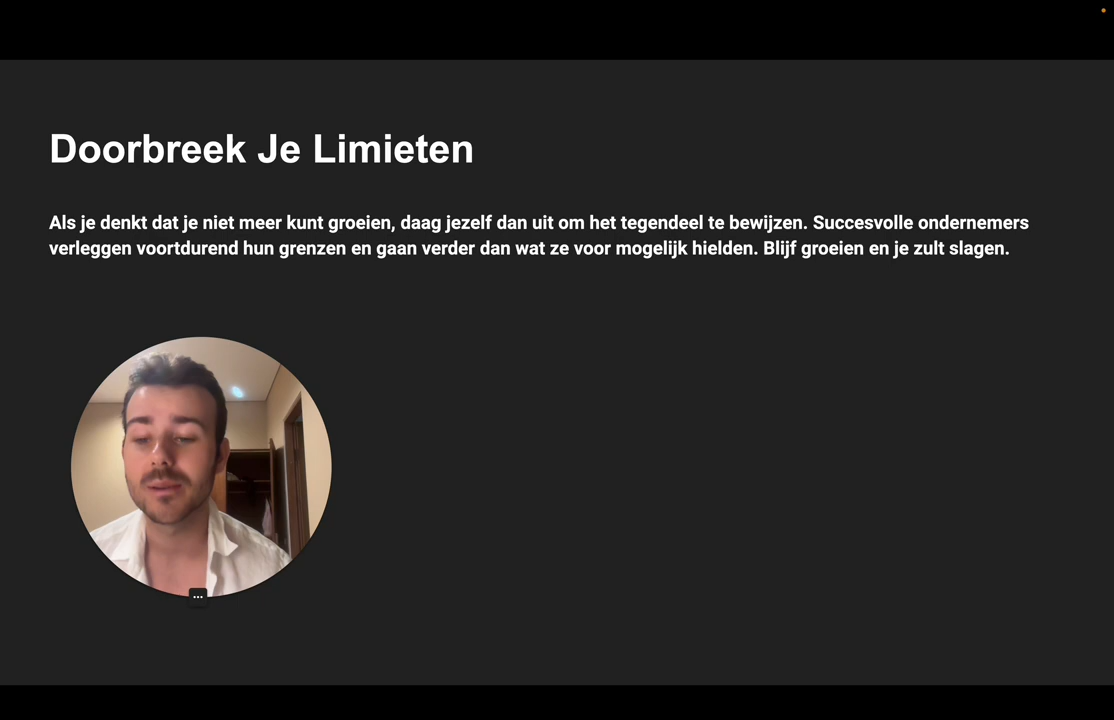 Doorbreek Je Limieten
Als je denkt dat je niet meer kunt groeien, daag jezelf dan uit om het tegendeel te bewijzen. Succesvolle ondernemers
verleggen voortdurend hun grenzen en gaan verder dan wat ze voor mogelijk hielden. Blijf groeien en je zult slagen.